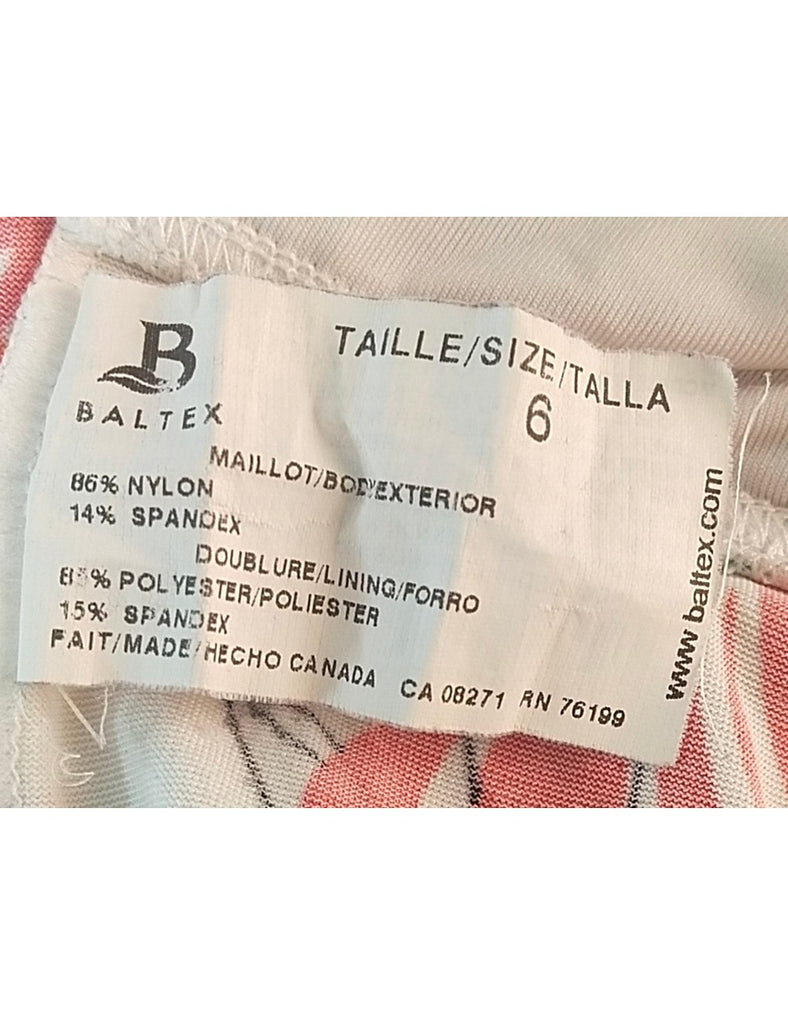 B
BALTEX
TAILLE/SIZE/TALLA
6
MAILLOT/BODY/EXTERIOR
86% NYLON
14% SPANDEX
DOUBLURE/LINING/FORRO
85% POLYESTER/POLIESTER
15% SPANDEX
FAIT/MADE/HECHO CANADA
CA 08271 RN 76199
www.baltex.com